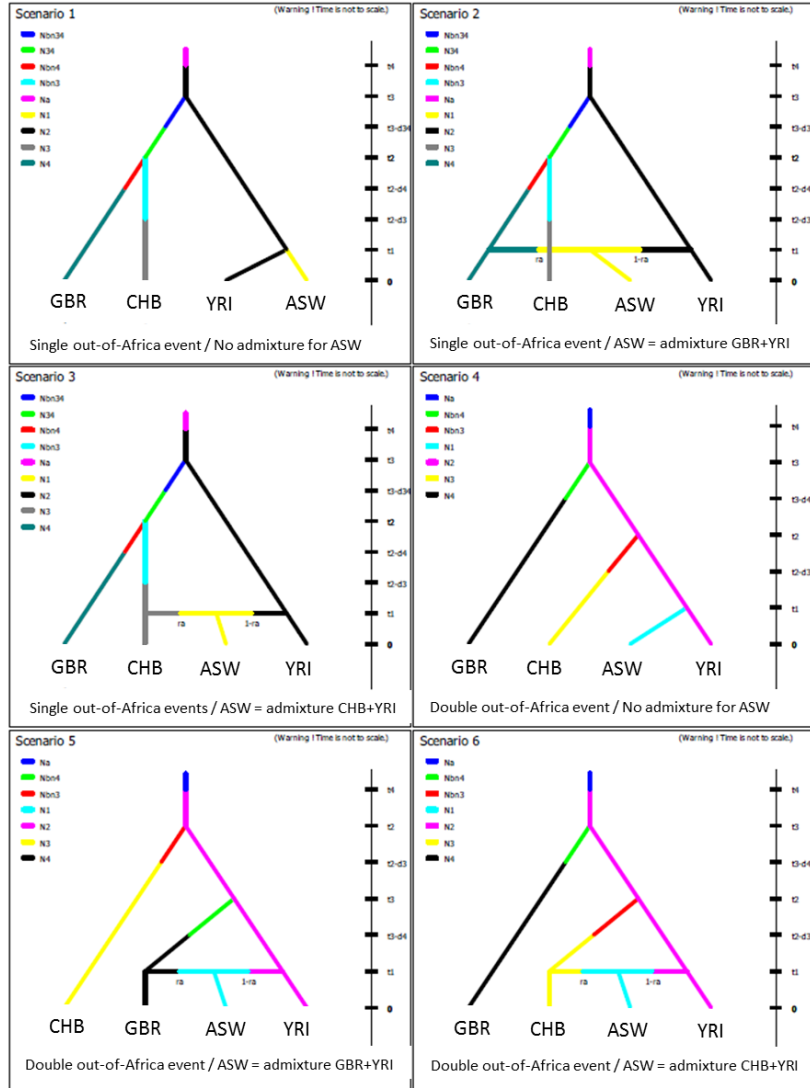 Scenario 1
(Warning ! Time is not to scale.)
Nbn34
N34
Nbn4
Nbn3
Na
N1
N2
N3
N4
t4
t3
t3-d34
t2
t2-d4
t2-d3
t1
0
GBR CHB YRI ASW
Single out-of-Africa event / No admixture for ASW
Scenario 2
(Warning ! Time is not to scale.)
Nbn34
N34
Nbn4
Nbn3
Na
N1
N2
N3
N4
t4
t3
t3-d34
t2
t2-d4
t2-d3
t1
ra 1-ra
0
GBR CHB ASW YRI
Single out-of-Africa event / ASW = admixture GBR+YRI
Scenario 3
(Warning ! Time is not to scale.)
Nbn34
N34
Nbn4
Nbn3
Na
N1
N2
N3
N4
t4
t3
t3-d34
t2
t2-d4
t2-d3
t1
ra 1-ra
0
GBR CHB ASW YRI
Single out-of-Africa events / ASW = admixture CHB+YRI
Scenario 4
(Warning ! Time is not to scale.)
Na
Nbn4
Nbn3
N1
N2
N3
N4
t4
t3
t3-d4
t2
t2-d3
t1
0
GBR CHB ASW YRI
Double out-of-Africa event / No admixture for ASW
Scenario 5
(Warning ! Time is not to scale.)
Na
Nbn4
Nbn3
N1
N2
N3
N4
t4
t2
t2-d3
t3
t3-d4
t1
ra 1-ra
0
CHB GBR ASW YRI
Double out-of-Africa event / ASW = admixture GBR+YRI
Scenario 6
(Warning ! Time is not to scale.)
Na
Nbn4
Nbn3
N1
N2
N3
N4
t4
t3
t3-d4
t2
t2-d3
t1
ra 1-ra
0
GBR CHB ASW YRI
Double out-of-Africa event / ASW = admixture CHB+YRI